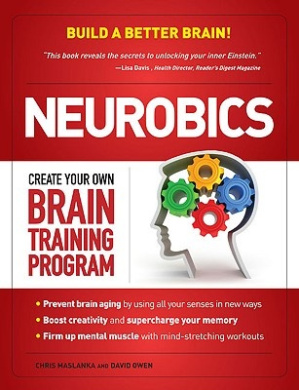 BUILD A BETTER BRAIN!
"This book reveals the secrets to unlocking your inner Einstein."
—Lisa Davis, Health Director, Reader's Digest Magazine
NEUROBICS
CREATE YOUR OWN
BRAIN
TRAINING
PROGRAM
• Prevent brain aging by using all your senses in new ways
• Boost creativity and supercharge your memory
• Firm up mental muscle with mind-stretching workouts
CHRIS MASLANKA AND DAVID OWEN